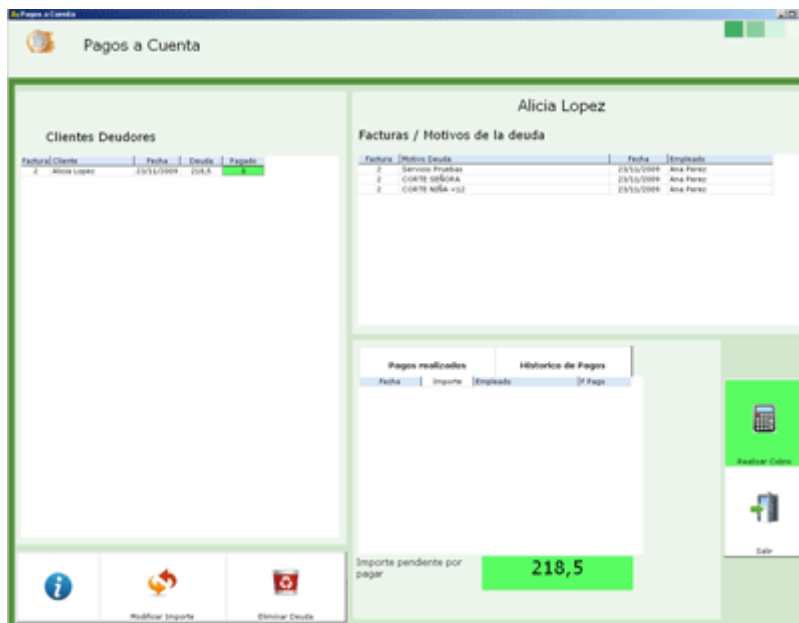 Pagos a Cuenta
Pagos a Cuenta
Alicia Lopez
Clientes Deudores
Facturas / Motivos de la deuda
Factura Cliente Fecha Deuda Pagado
2 Alicia Lopez 23/11/2009 218,5 0
Factura Motivo Deuda Fecha Empleado
2 Servicio Pruebas 23/11/2009 Ana Perez
2 CORTE SEÑORA 23/11/2009 Ana Perez
2 CORTE NIÑA <12 23/11/2009 Ana Perez
Pagos realizados Historico de Pagos
Fecha Importe Empleado F Pago
Realizar Cobro
Salir
Importe pendiente por
pagar
218,5
Modificar Importe
Eliminar Deuda